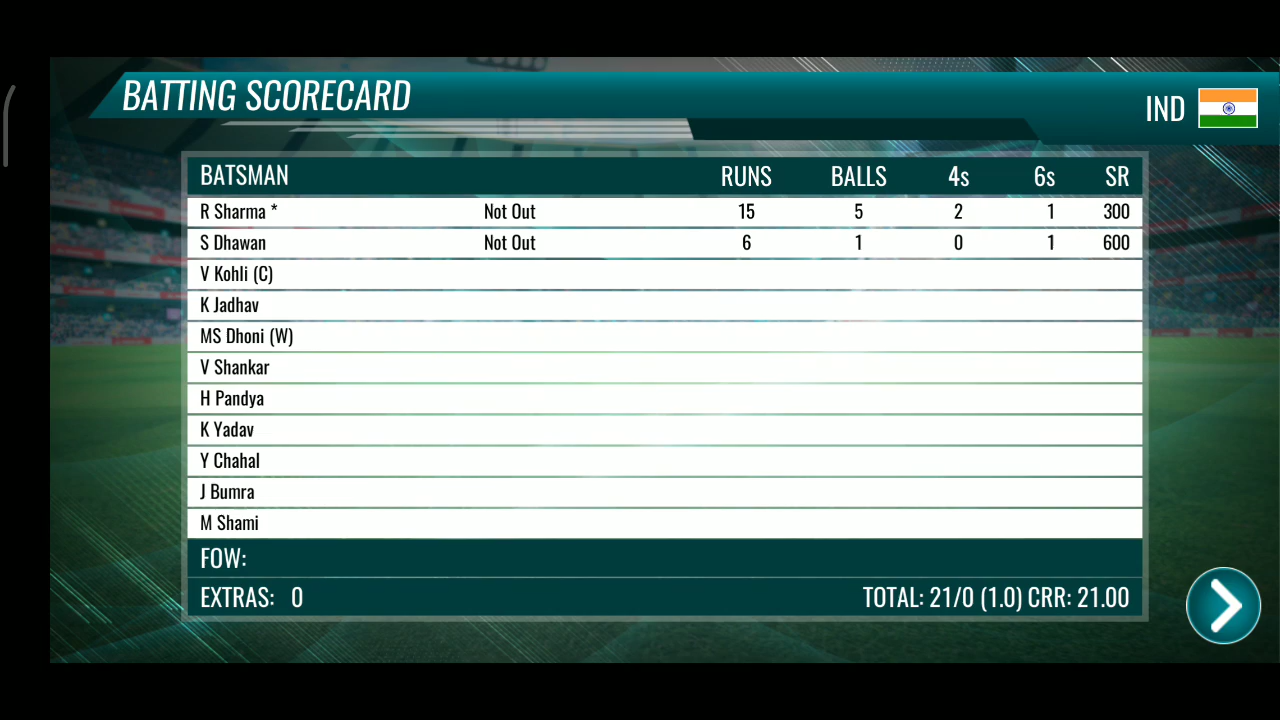 BATTING SCORECARD
IND
BATSMAN RUNS BALLS 4s 6s SR
R Sharma * Not Out 15 5 2 1 300
S Dhawan Not Out 6 1 0 1 600
V Kohli (C)
K Jadhav
MS Dhoni (W)
V Shankar
H Pandya
K Yadav
Y Chahal
J Bumra
M Shami
FOW:
EXTRAS: 0 TOTAL: 21/0 (1.0) CRR: 21.00